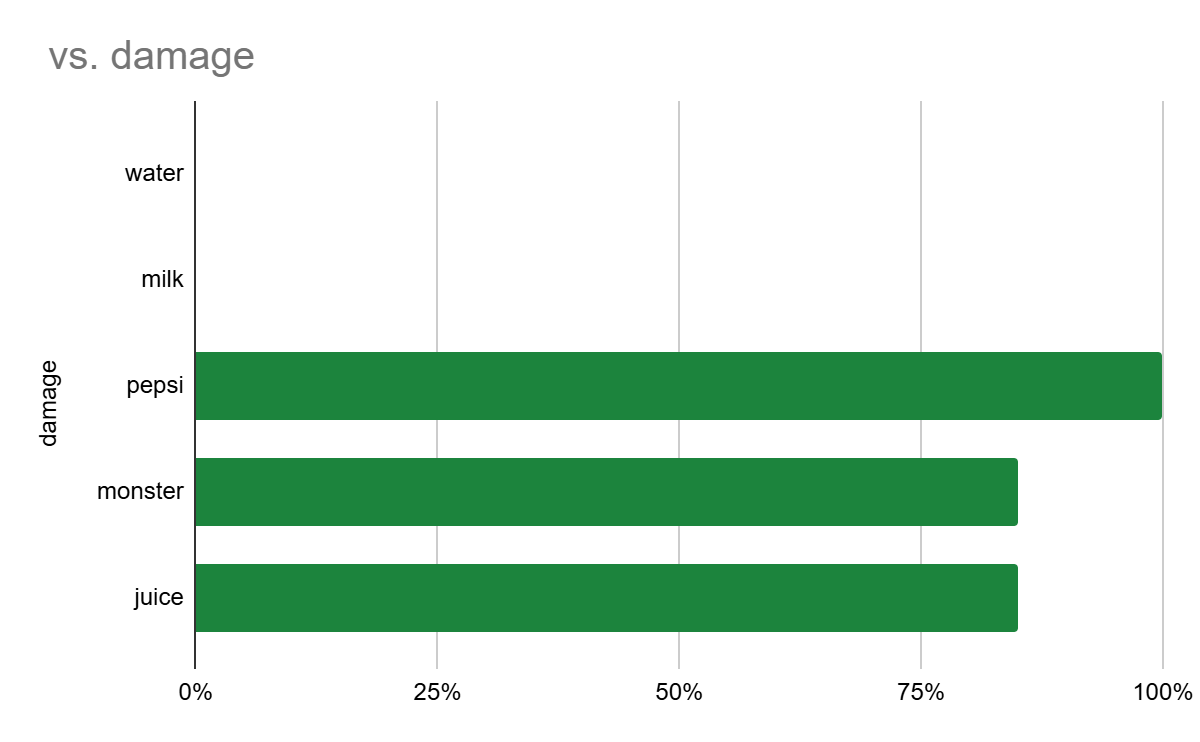 vs. damage
water
milk
pepsi
monster
juice
damage
0% 25% 50% 75% 100%